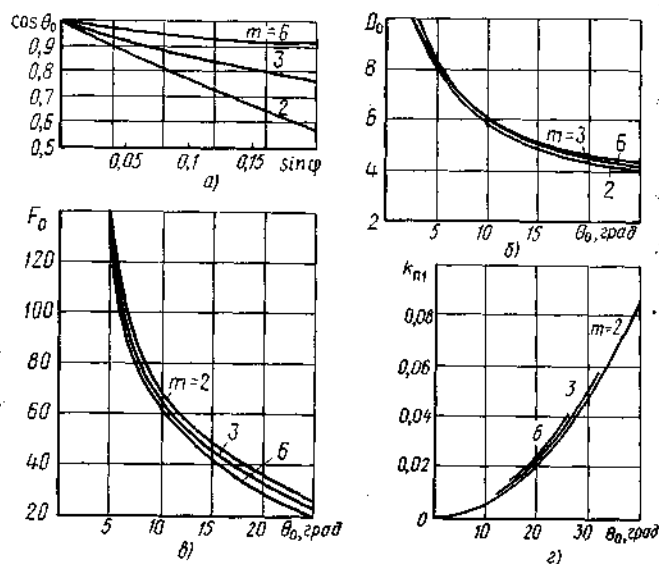 cos θ₀
0,9
0,8
0,7
0,6
0,5
m = 6
3
2
0,05 0,1 0,15 sin φ
а)
D₀
8
6
4
2
m=3
6
2
5 10 15 θ₀, град
б)
F₀
120
100
80
60
40
20
m=2
3
6
0 10 15 20 θ₀, град
в)
kп1
0,08
0,06
0,04
0,02
0
m=2
3
6
10 20 30 θ₀, град
г)